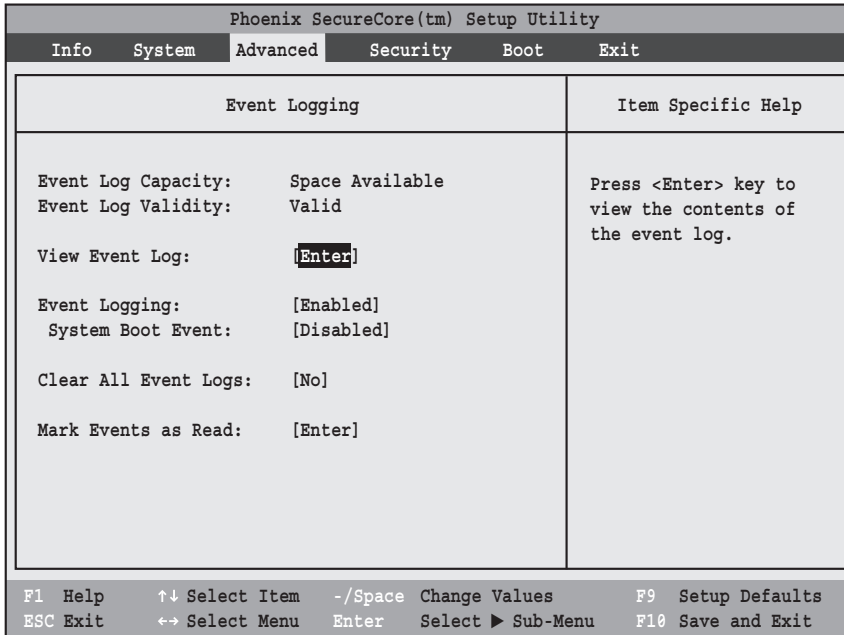 Phoenix SecureCore(tm) Setup Utility
Info System Advanced Security Boot Exit
Event Logging
Item Specific Help
Event Log Capacity: Space Available
Event Log Validity: Valid
View Event Log: [Enter]
Event Logging: [Enabled]
System Boot Event: [Disabled]
Clear All Event Logs: [No]
Mark Events as Read: [Enter]
Press <Enter> key to
view the contents of
the event log.
F1 Help ↑↓ Select Item -/Space Change Values F9 Setup Defaults
ESC Exit ←→ Select Menu Enter Select ▶ Sub-Menu F10 Save and Exit